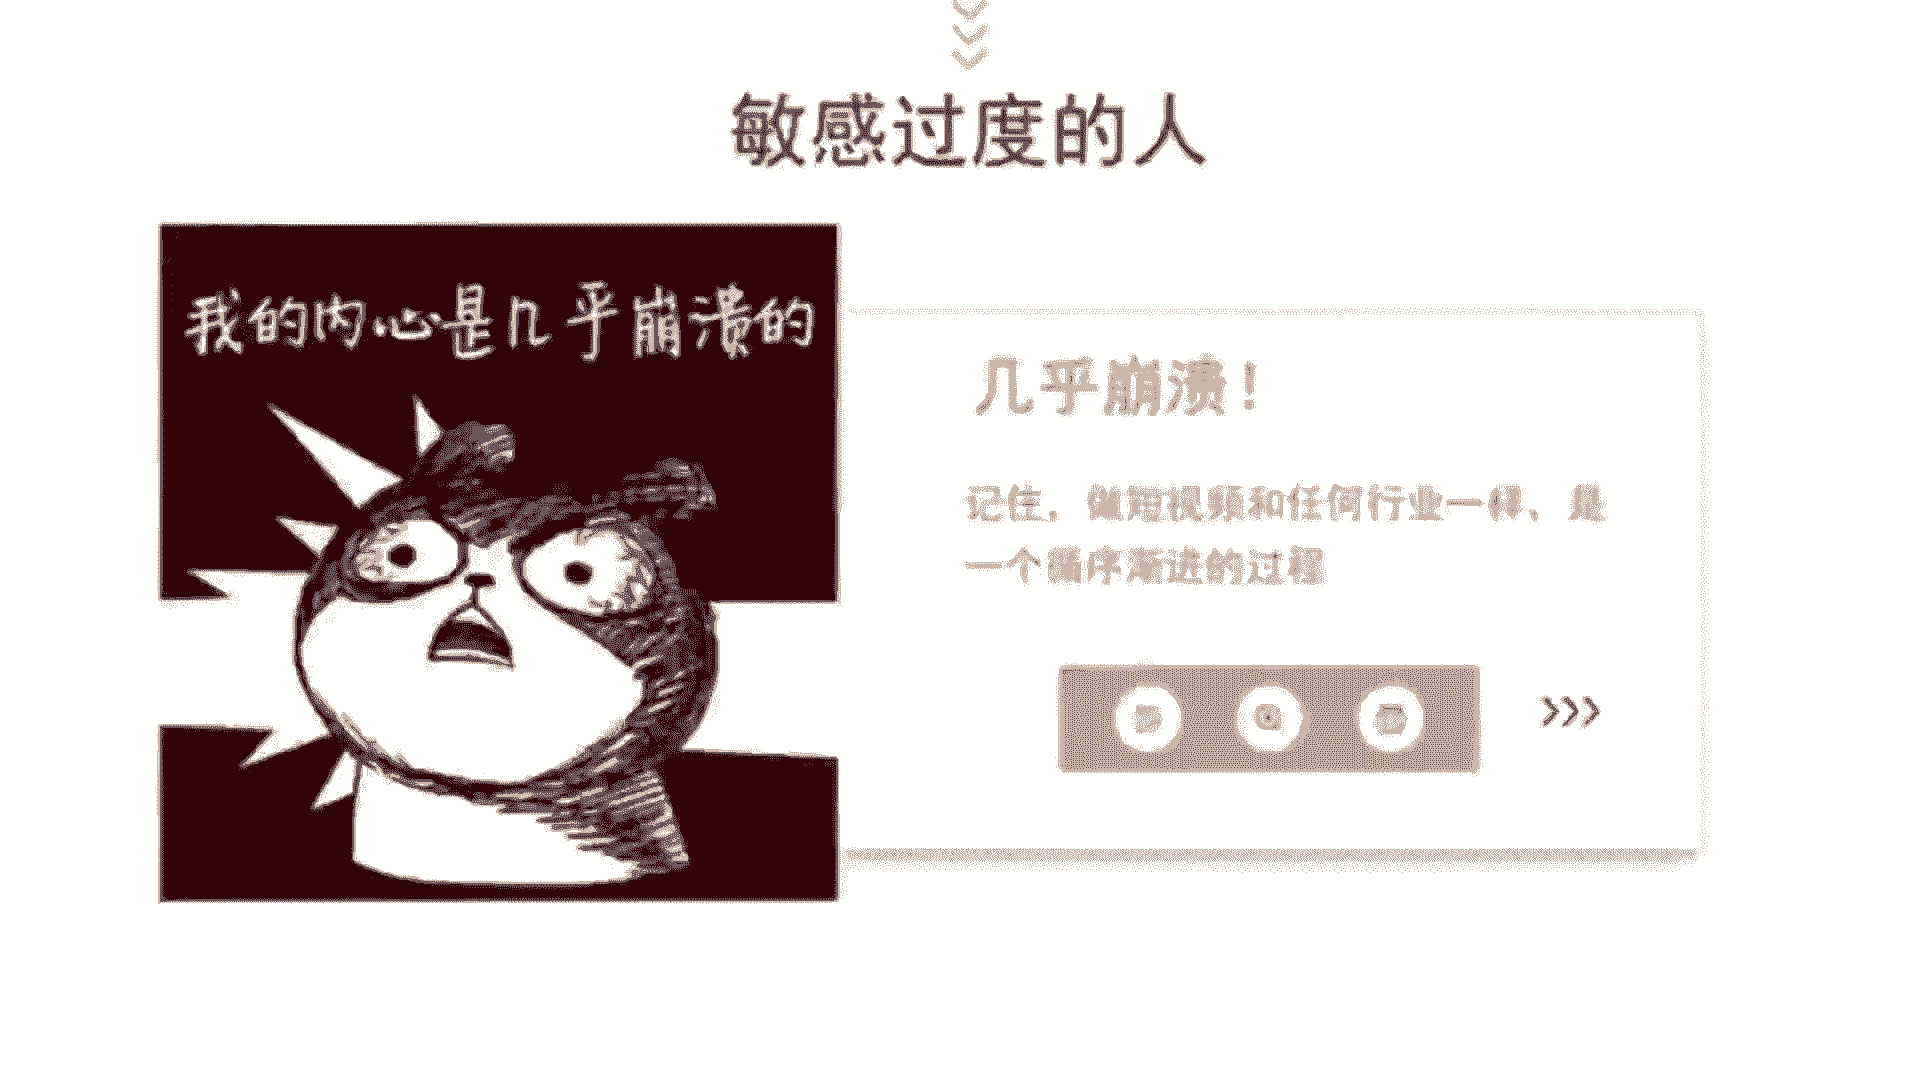 敏感过度的人
我的内心是几乎崩溃的
几乎崩溃！
记住，做短视频和任何行业一样、是
一个循序渐进的过程